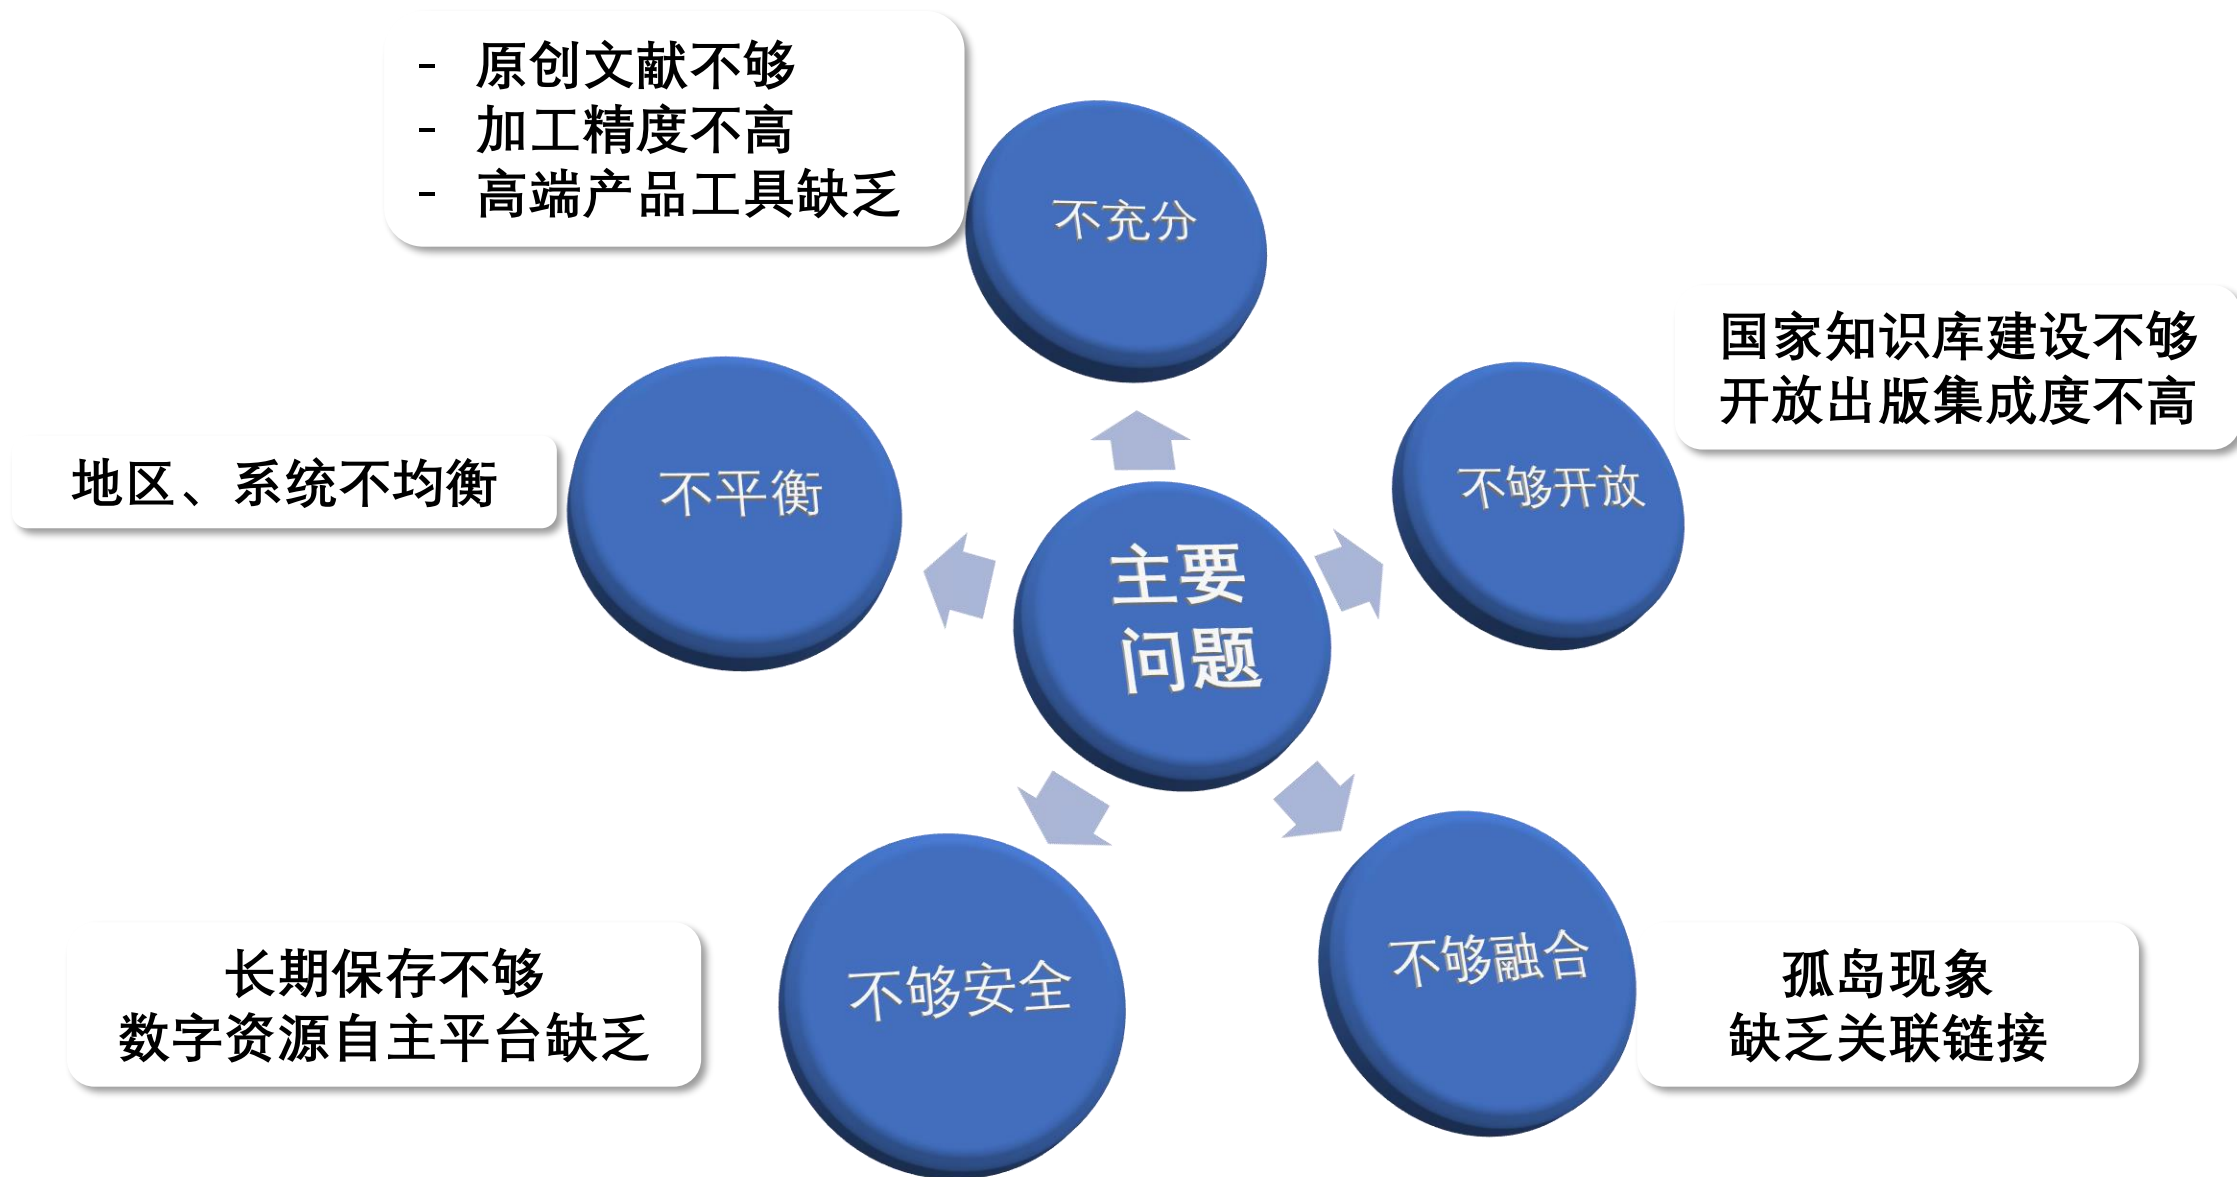 - 原创文献不够
- 加工精度不高
- 高端产品工具缺乏
不充分
国家知识库建设不够
开放出版集成度不高
不够开放
地区、系统不均衡
不平衡
主要
问题
长期保存不够
数字资源自主平台缺乏
不够安全
不够融合
孤岛现象
缺乏关联链接